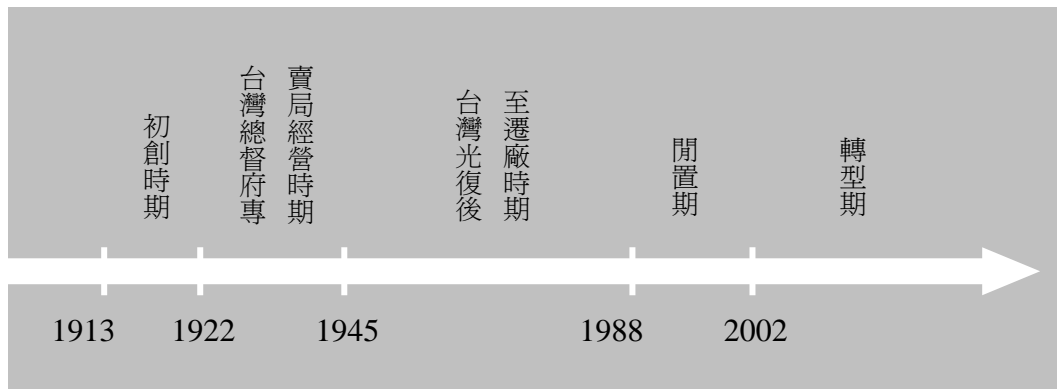 初創時期
台灣總督府專
賣局經營時期
台灣光復後
至遷廠時期
閒置期
轉型期
1913
1922
1945
1988
2002